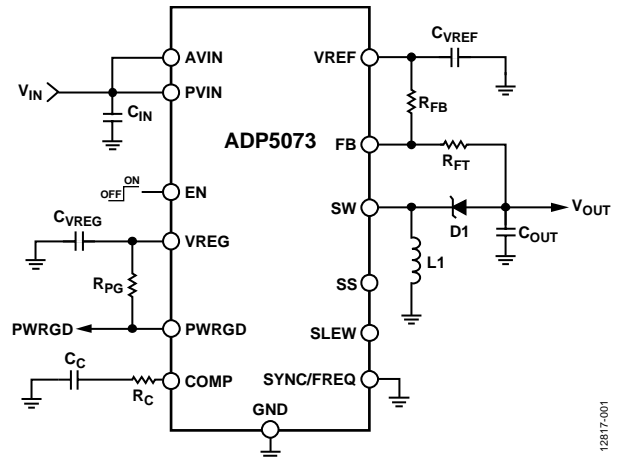 AVIN
VREF
CVREF
VIN
PVIN
CIN
RFB
ADP5073
FB
RFT
ON
OFF
EN
SW
VOUT
D1
COUT
CVREG
VREG
L1
RPG
SS
PWRGD
PWRGD
SLEW
CC
RC
COMP
SYNC/FREQ
GND
12817-001